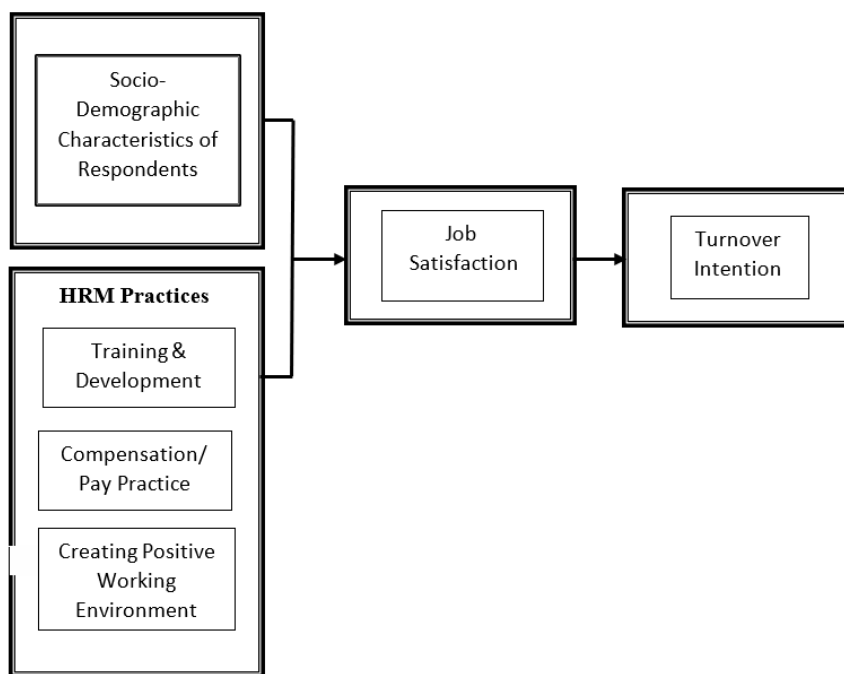 Socio-
Demographic
Characteristics of
Respondents
HRM Practices
Training &
Development
Compensation/
Pay Practice
Creating Positive
Working
Environment
Job
Satisfaction
Turnover
Intention